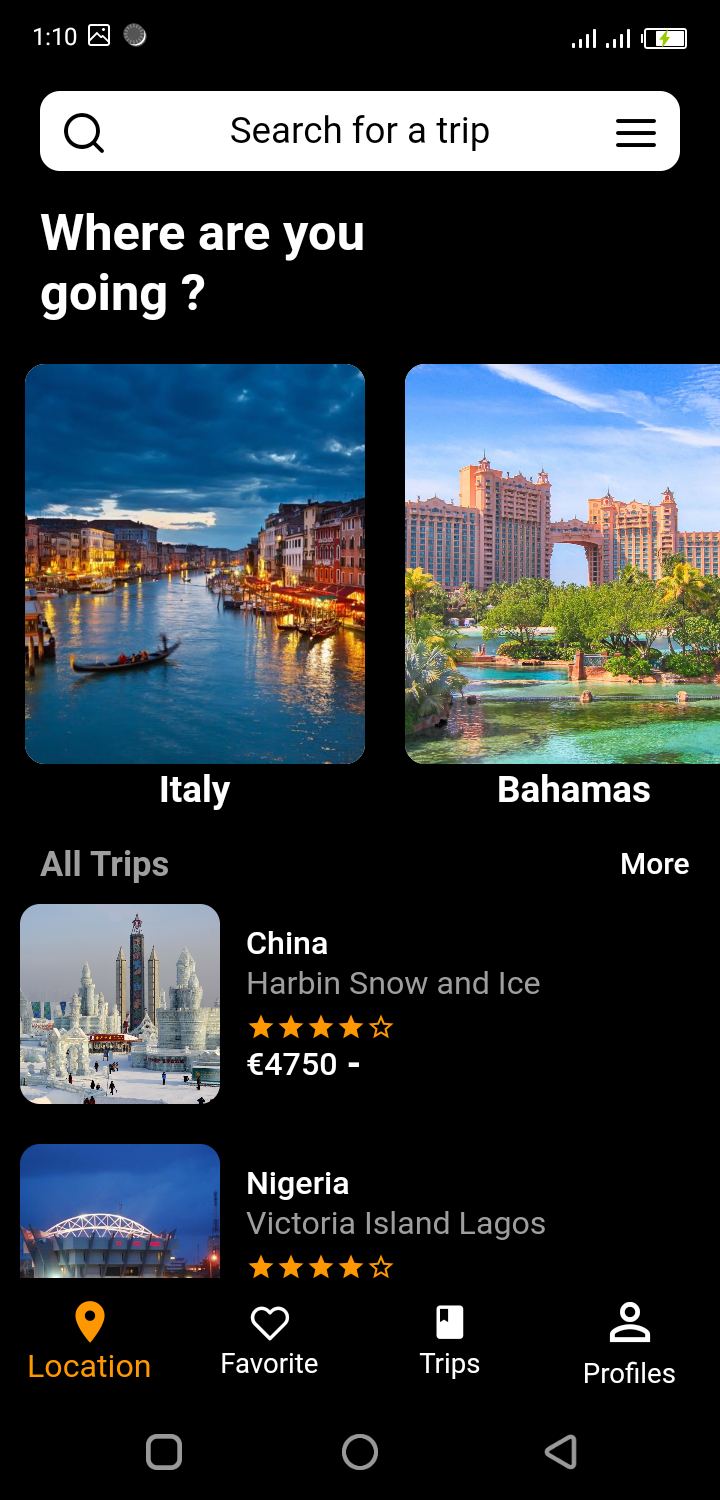 1:10
Search for a trip
Where are you
going ?
Italy
Bahamas
All Trips
More
China
Harbin Snow and Ice
€4750 -
Nigeria
Victoria Island Lagos
Location
Favorite
Trips
Profiles